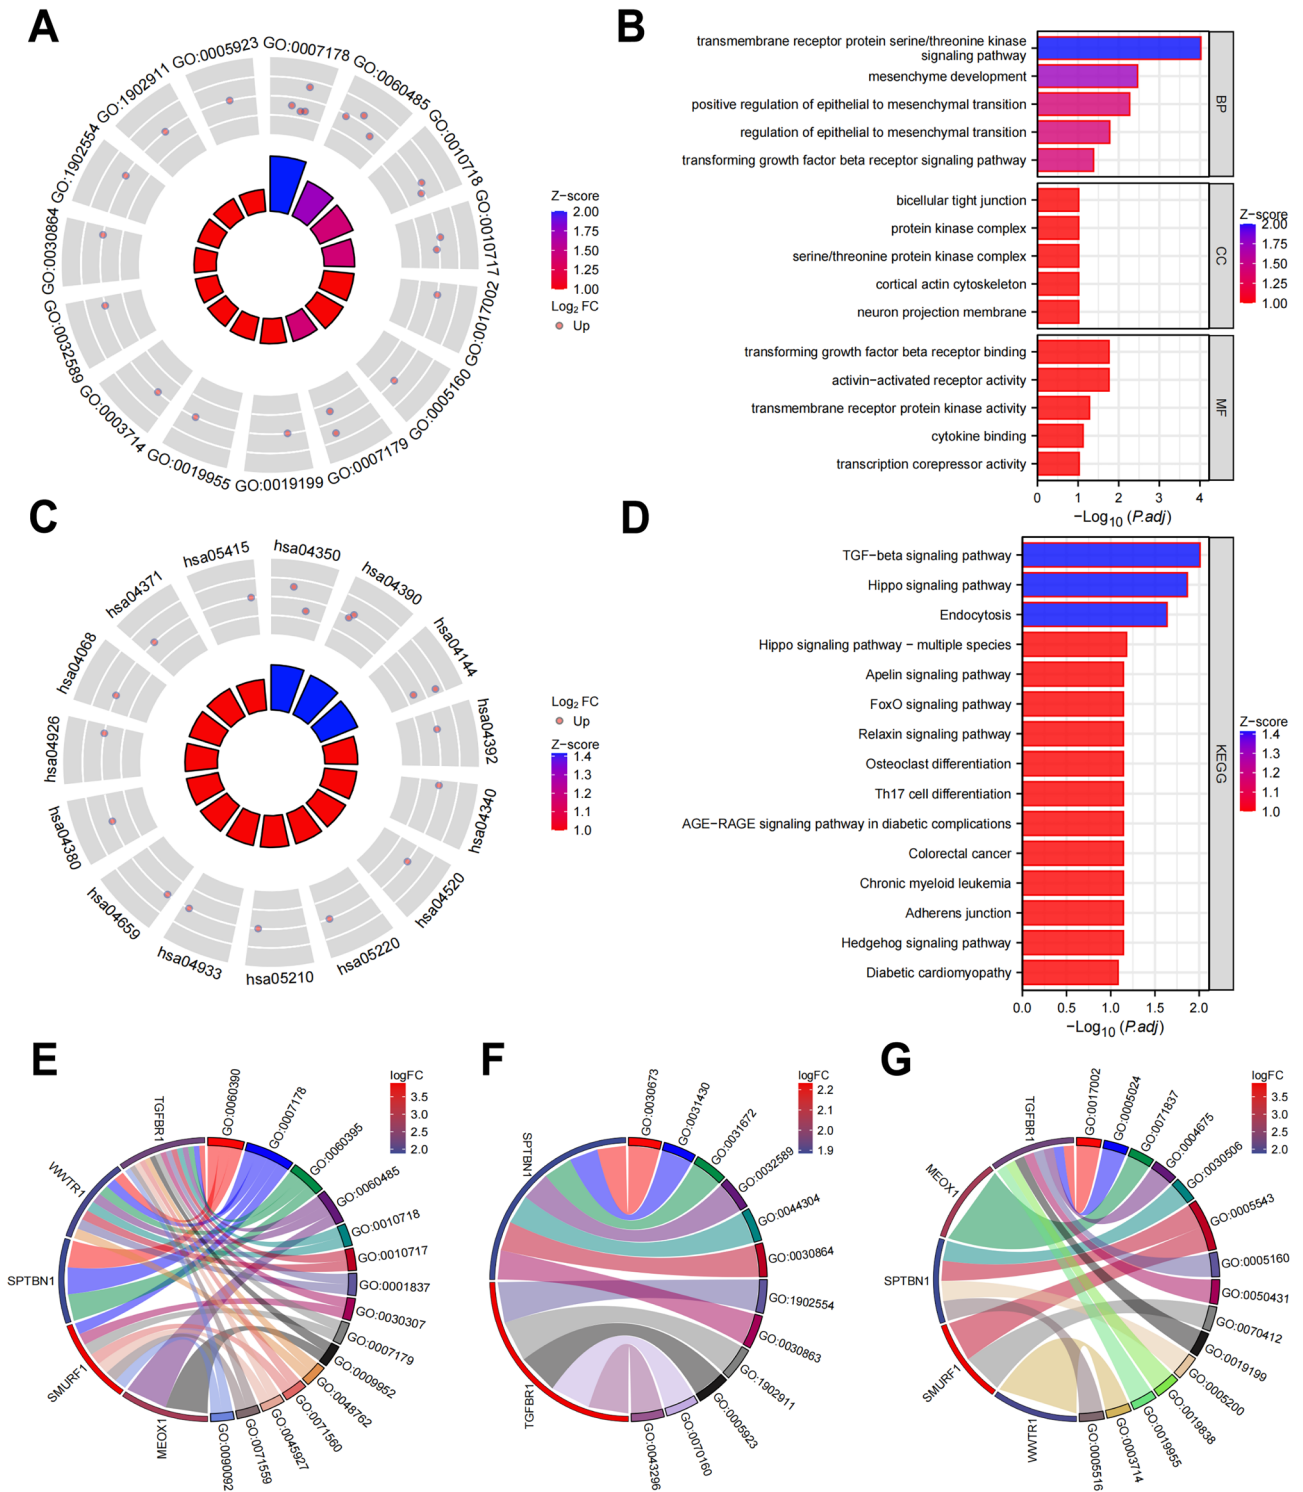 A
GO:0007178
GO:0060485
GO:0010718
GO:0010717
GO:0017002
GO:0005160
GO:0007179
GO:0019199
GO:0019955
GO:0003714
GO:0032589
GO:0030864
GO:1902554
GO:1902911
GO:0005923
Z−score
2.00
1.75
1.50
1.25
1.00
Log2 FC
Up
B
transmembrane receptor protein serine/threonine kinase
signaling pathway
mesenchyme development
positive regulation of epithelial to mesenchymal transition
regulation of epithelial to mesenchymal transition
transforming growth factor beta receptor signaling pathway
BP
bicellular tight junction
protein kinase complex
serine/threonine protein kinase complex
cortical actin cytoskeleton
neuron projection membrane
CC
transforming growth factor beta receptor binding
activin−activated receptor activity
transmembrane receptor protein kinase activity
cytokine binding
transcription corepressor activity
MF
0 1 2 3 4
−Log10 (P.adj)
Z−score
2.00
1.75
1.50
1.25
1.00
C
hsa04350
hsa04390
hsa04144
hsa04392
hsa04340
hsa04520
hsa05220
hsa05210
hsa04933
hsa04659
hsa04380
hsa04926
hsa04068
hsa04371
hsa05415
Log2 FC
Up
Z−score
1.4
1.3
1.2
1.1
1.0
D
TGF−beta signaling pathway
Hippo signaling pathway
Endocytosis
Hippo signaling pathway − multiple species
Apelin signaling pathway
FoxO signaling pathway
Relaxin signaling pathway
Osteoclast differentiation
Th17 cell differentiation
AGE−RAGE signaling pathway in diabetic complications
Colorectal cancer
Chronic myeloid leukemia
Adherens junction
Hedgehog signaling pathway
Diabetic cardiomyopathy
KEGG
0.0 0.5 1.0 1.5 2.0
−Log10 (P.adj)
Z−score
1.4
1.3
1.2
1.1
1.0
E
TGFBR1
WWTR1
SPTBN1
SMURF1
MEOX1
GO:0060390
GO:0007178
GO:0060395
GO:0060485
GO:0010718
GO:0010717
GO:0001837
GO:0030307
GO:0007179
GO:0009952
GO:0048762
GO:0071560
GO:0045927
GO:0071559
GO:0090092
logFC
3.5
3.0
2.5
2.0
F
SPTBN1
TGFBR1
GO:0030673
GO:0031430
GO:0031672
GO:0032589
GO:0044304
GO:0030864
GO:1902554
GO:0030863
GO:1902911
GO:0005923
GO:0070160
GO:0043296
logFC
2.2
2.1
2.0
1.9
G
TGFBR1
MEOX1
SPTBN1
SMURF1
WWTR1
GO:0017002
GO:0005024
GO:0071837
GO:0004675
GO:0030506
GO:0005543
GO:0005160
GO:0050431
GO:0070412
GO:0019199
GO:0005200
GO:0019838
GO:0019955
GO:0003714
GO:0005516
logFC
3.5
3.0
2.5
2.0